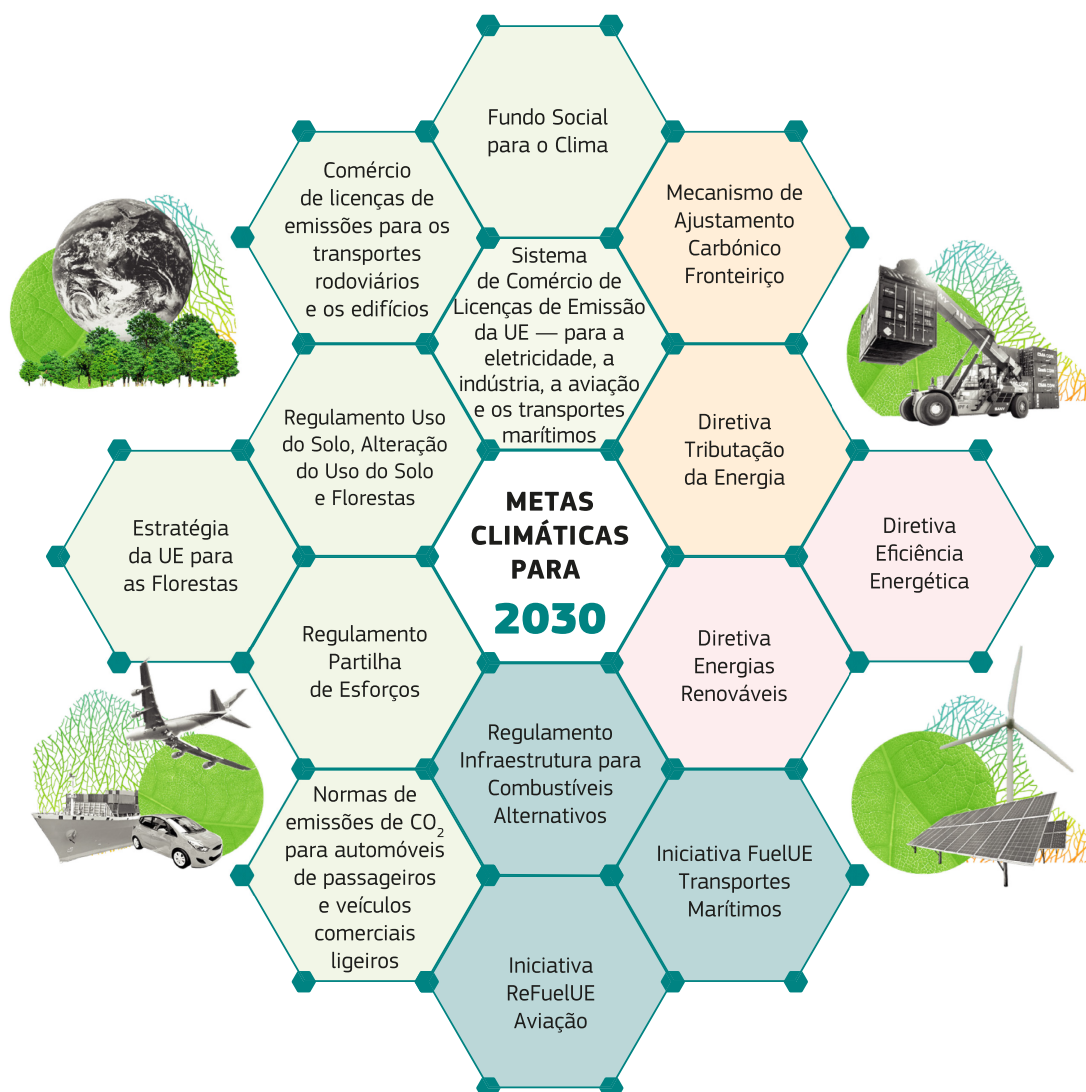 Fundo Social
para o Clima
Comércio
de licenças de
emissões para os
transportes
rodoviários
e os edifícios
Mecanismo de
Ajustamento
Carbónico
Fronteiriço
Sistema
de Comércio de
Licenças de Emissão
da UE — para a
eletricidade, a
indústria, a aviação
e os transportes
marítimos
Regulamento Uso
do Solo, Alteração
do Uso do Solo
e Florestas
Diretiva
Tributação
da Energia
Estratégia
da UE para
as Florestas
METAS
CLIMÁTICAS
PARA
2030
Diretiva
Eficiência
Energética
Regulamento
Partilha
de Esforços
Diretiva
Energias
Renováveis
Regulamento
Infraestrutura para
Combustíveis
Alternativos
Normas de
emissões de CO₂
para automóveis
de passageiros
e veículos
comerciais
ligeiros
Iniciativa FuelUE
Transportes
Marítimos
Iniciativa
ReFuelUE
Aviação